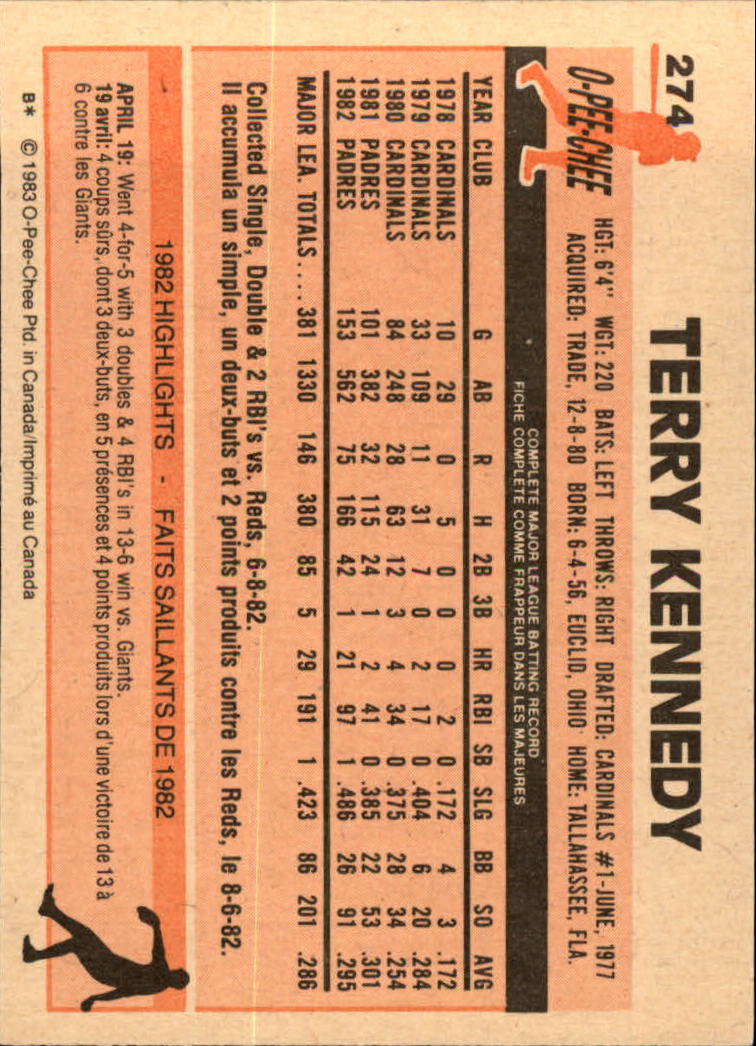 274
TERRY KENNEDY
O-PEE-CHEE
HGT: 6'4" WGT: 220 BATS: LEFT THROWS: RIGHT DRAFTED: CARDINALS #1-JUNE, 1977
ACQUIRED: TRADE, 12-8-80 BORN: 6-4-56, EUCLID, OHIO HOME: TALLAHASSEE, FLA.
COMPLETE MAJOR LEAGUE BATTING RECORD
FICHE COMPLETE COMME FRAPPEUR DANS LES MAJEURES
YEAR CLUB G AB R H 2B 3B HR RBI SB SLG BB SO AVG
1978 CARDINALS 10 29 0 5 0 0 0 2 0 .172 4 3 .172
1979 CARDINALS 33 109 11 31 7 0 2 17 0 .404 6 20 .284
1980 CARDINALS 84 248 28 63 12 3 4 34 0 .375 28 34 .254
1981 PADRES 101 382 32 115 24 1 2 41 0 .385 22 53 .301
1982 PADRES 153 562 75 166 42 1 21 97 1 .486 26 91 .295
MAJOR LEA. TOTALS .... 381 1330 146 380 85 5 29 191 1 .423 86 201 .286
Collected Single, Double & 2 RBI's vs. Reds, 6-8-82.
Il accumula un simple, un deux-buts et 2 points produits contre les Reds, le 8-6-82.
1982 HIGHLIGHTS - FAITS SAILLANTS DE 1982
APRIL 19: Went 4-for-5 with 3 doubles & 4 RBI's in 13-6 win vs. Giants.
19 avril: 4 coups sûrs, dont 3 deux-buts, en 5 présences et 4 points produits lors d'une victoire de 13 à
6 contre les Giants.
B* © 1983 O-Pee-Chee Ptd. in Canada/Imprimé au Canada